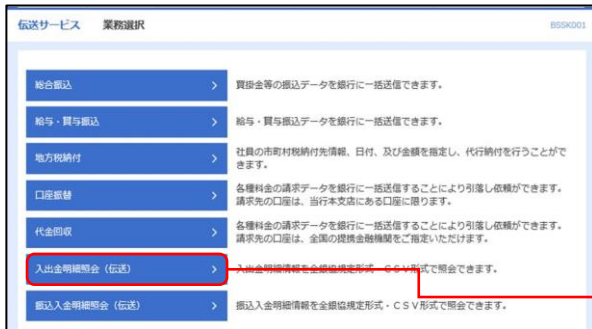 伝送サービス 業務選択 BSSK001
総合振込 買掛金等の振込データを銀行に一括送信できます。
給与・賞与振込 給与・賞与振込データを銀行に一括送信できます。
地方税納付 社員の市町村税納付先情報、日付、及び金額を指定し、代行納付を行うことがで
きます。
口座振替 各種料金の請求データを銀行に一括送信することにより引落し依頼ができます。
請求先の口座は、当行本支店にある口座に限ります。
代金回収 各種料金の請求データを銀行に一括送信することにより引落し依頼ができます。
請求先の口座は、全国の提携金融機関をご指定いただけます。
入出金明細照会（伝送） 入出金明細情報を全銀協規定形式・ＣＳＶ形式で照会できます。
振込入金明細照会（伝送） 振込入金明細情報を全銀協規定形式・ＣＳＶ形式で照会できます。